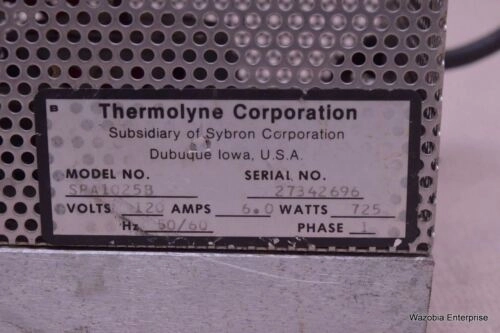 B
Thermolyne Corporation
Subsidiary of Sybron Corporation
Dubuque Iowa, U.S.A.
MODEL NO. SERIAL NO.
SPA1025B 27342696
VOLTS 120 AMPS 6.0 WATTS 725
Hz 50/60 PHASE 1
Wazobia Enterprise